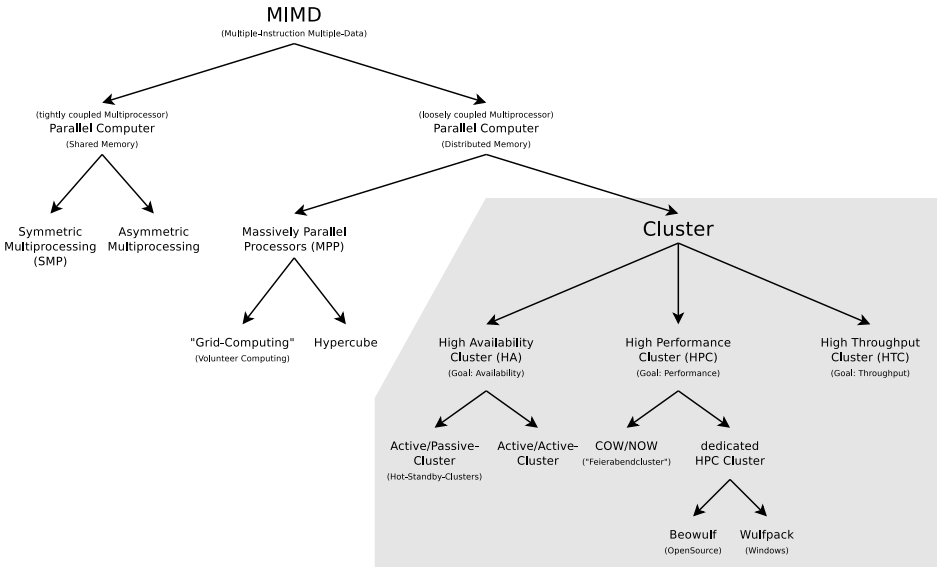 MIMD
(Multiple-Instruction Multiple-Data)
(tightly coupled Multiprocessor)
Parallel Computer
(Shared Memory)
(loosely coupled Multiprocessor)
Parallel Computer
(Distributed Memory)
Symmetric
Multiprocessing
(SMP)
Asymmetric
Multiprocessing
Massively Parallel
Processors (MPP)
Cluster
"Grid-Computing"
(Volunteer Computing)
Hypercube
High Availability
Cluster (HA)
(Goal: Availability)
High Performance
Cluster (HPC)
(Goal: Performance)
High Throughput
Cluster (HTC)
(Goal: Throughput)
Active/Passive-
Cluster
(Hot-Standby-Clusters)
Active/Active-
Cluster
COW/NOW
("Feierabendcluster")
dedicated
HPC Cluster
Beowulf
(OpenSource)
Wulfpack
(Windows)